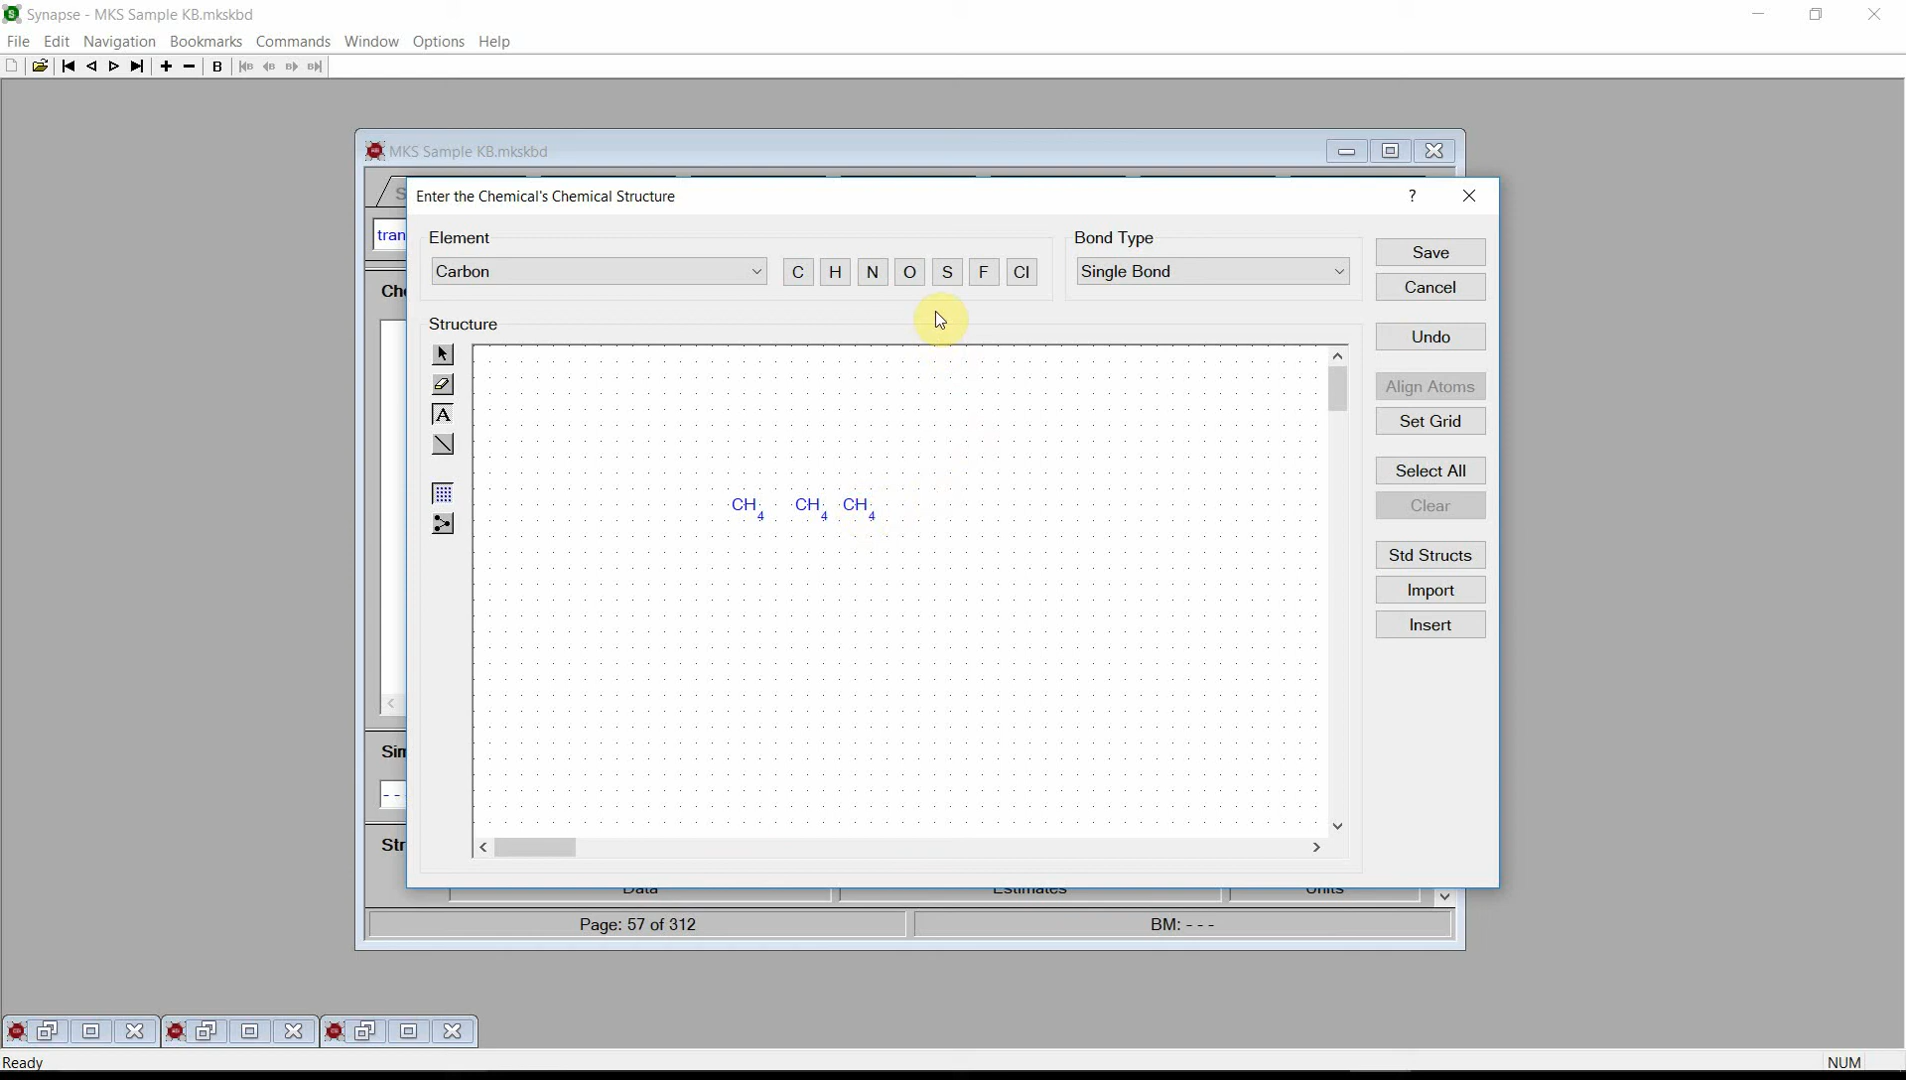 Synapse - MKS Sample KB.mkskbd
File Edit Navigation Bookmarks Commands Window Options Help
B B B B B
MKS Sample KB.mkskbd
S
Enter the Chemical's Chemical Structure ?
tran
Element
Carbon C H N O S F Cl
Bond Type
Single Bond
Save
Cancel
Che
Structure
Undo
A
Align Atoms
Set Grid
Select All
Clear
CH4 CH4 CH4
Std Structs
Import
Insert
Sim
- -
Str
Data Estimates Units
Page: 57 of 312 BM: - - -
Ready NUM